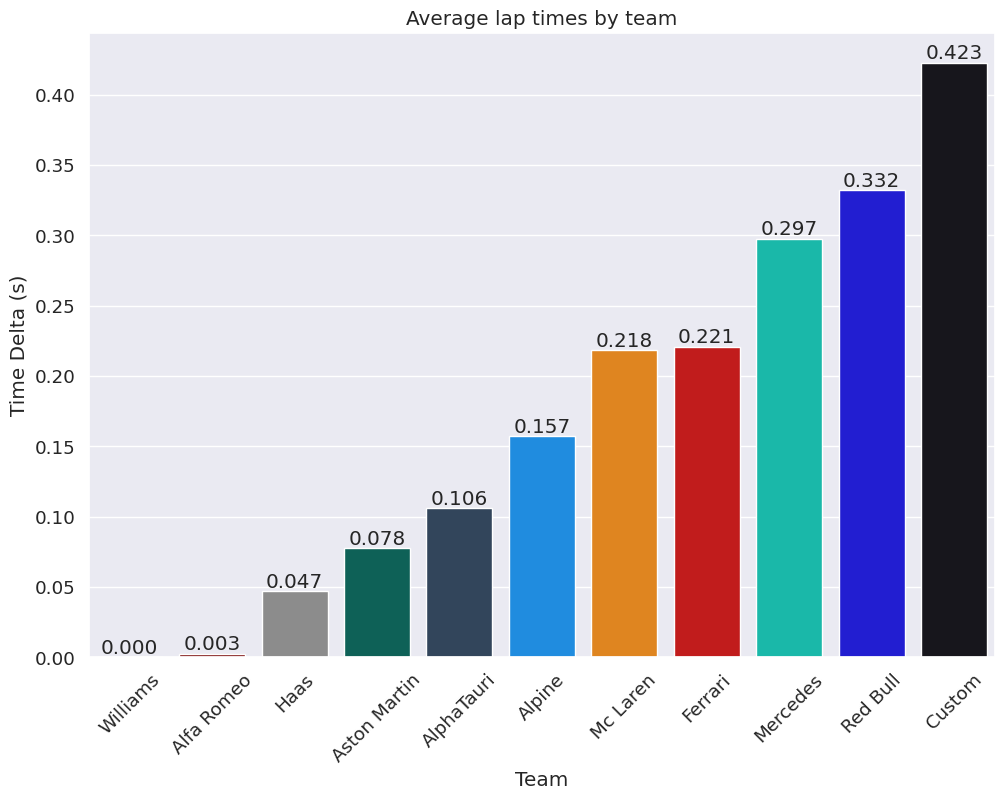 Average lap times by team
Time Delta (s)
0.40
0.35
0.30
0.25
0.20
0.15
0.10
0.05
0.00
0.000
0.003
0.047
0.078
0.106
0.157
0.218
0.221
0.297
0.332
0.423
Williams
Alfa Romeo
Haas
Aston Martin
AlphaTauri
Alpine
Mc Laren
Ferrari
Mercedes
Red Bull
Custom
Team